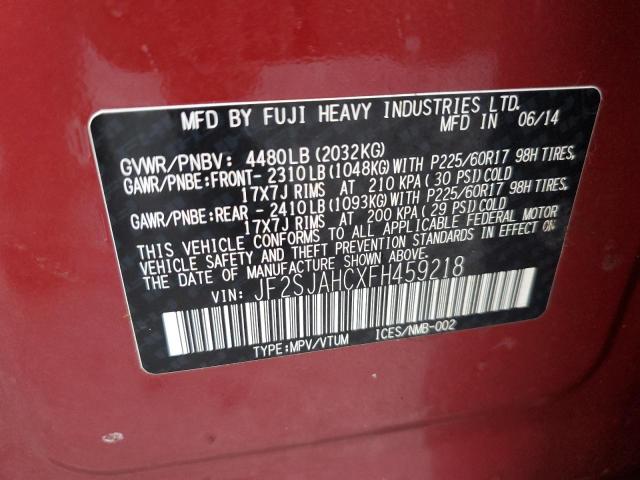 MFD BY FUJI HEAVY INDUSTRIES LTD.
MFD IN 06/14
GVWR/PNBV: 4480LB(2032KG)
GAWR/PNBE:FRONT- 2310LB(1048KG)WITH P225/60R17 98H TIRES,
17X7J RIMS AT 210 KPA( 30 PSI)COLD
GAWR/PNBE:REAR - 2410LB(1093KG)WITH P225/60R17 98H TIRES,
17X7J RIMS AT 200 KPA( 29 PSI)COLD
THIS VEHICLE CONFORMS TO ALL APPLICABLE FEDERAL MOTOR
VEHICLE SAFETY AND BUMPER STANDARDS IN EFFECT ON
THE DATE OF MANUFACTURE SHOWN ABOVE.
VIN: JF2SJAHCXFH459218
TYPE:MPV/VTUM ICES/NMB-002